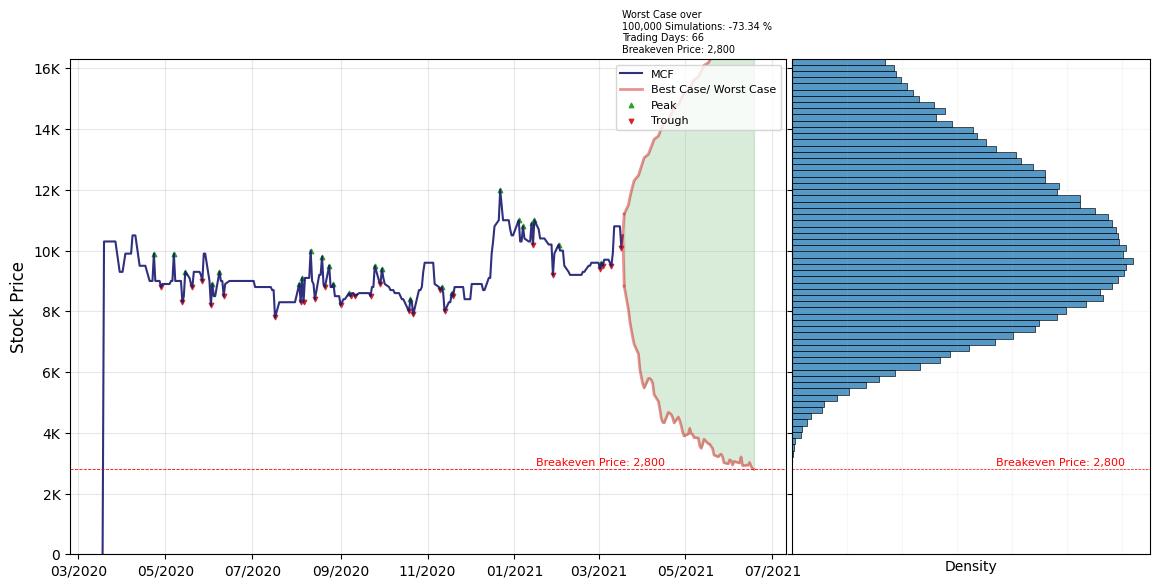 Worst Case over
100,000 Simulations: -73.34 %
Trading Days: 66
Breakeven Price: 2,800
MCF
Best Case/ Worst Case
Peak
Trough
Stock Price
16K
14K
12K
10K
8K
6K
4K
2K
0
Breakeven Price: 2,800
Breakeven Price: 2,800
03/2020 05/2020 07/2020 09/2020 11/2020 01/2021 03/2021 05/2021 07/2021
Density